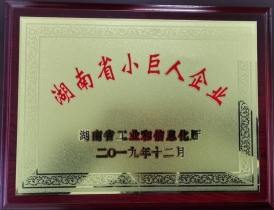 湖南省小巨人企业
湖南省工业和信息化厅
二〇一九年十二月